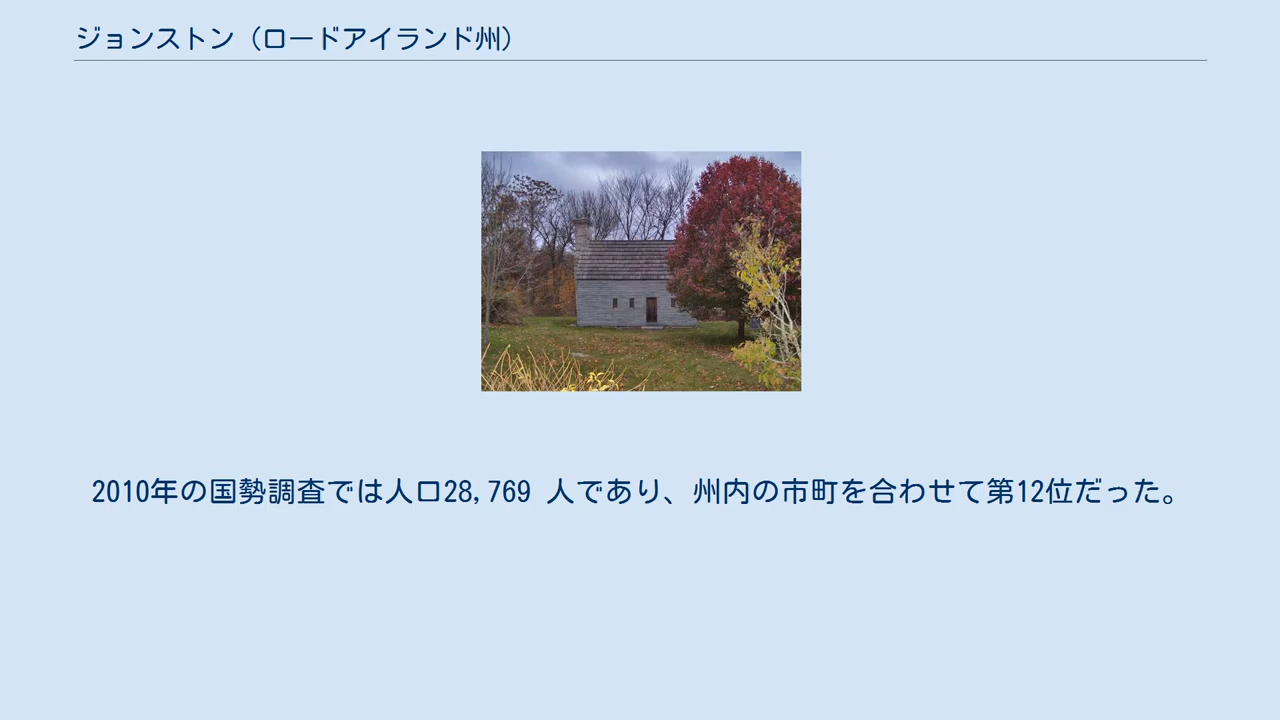 ジョンストン（ロードアイランド州）
2010年の国勢調査では人口28,769 人であり、州内の市町を合わせて第12位だった。